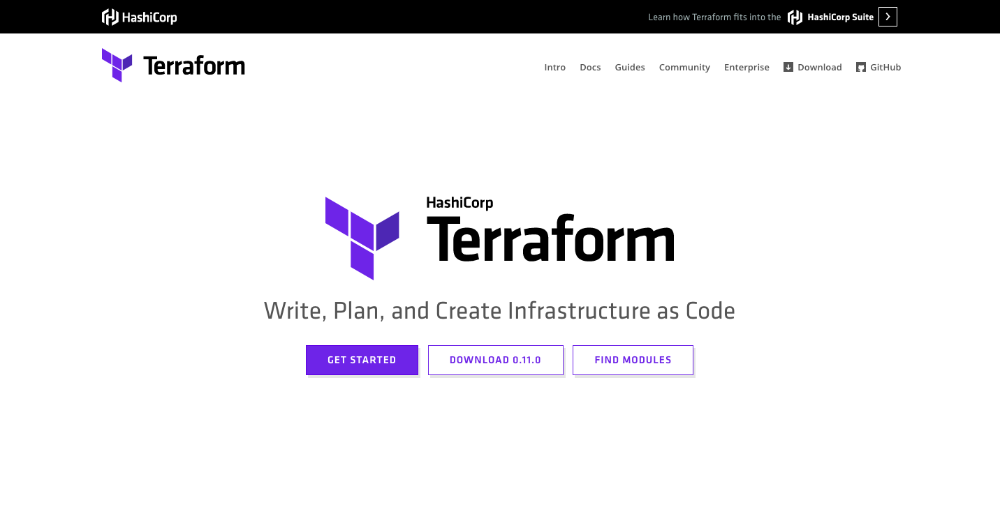 HashiCorp
Learn how Terraform fits into the HashiCorp Suite
Terraform
Intro Docs Guides Community Enterprise Download GitHub
HashiCorp
Terraform
Write, Plan, and Create Infrastructure as Code
GET STARTED DOWNLOAD 0.11.0 FIND MODULES